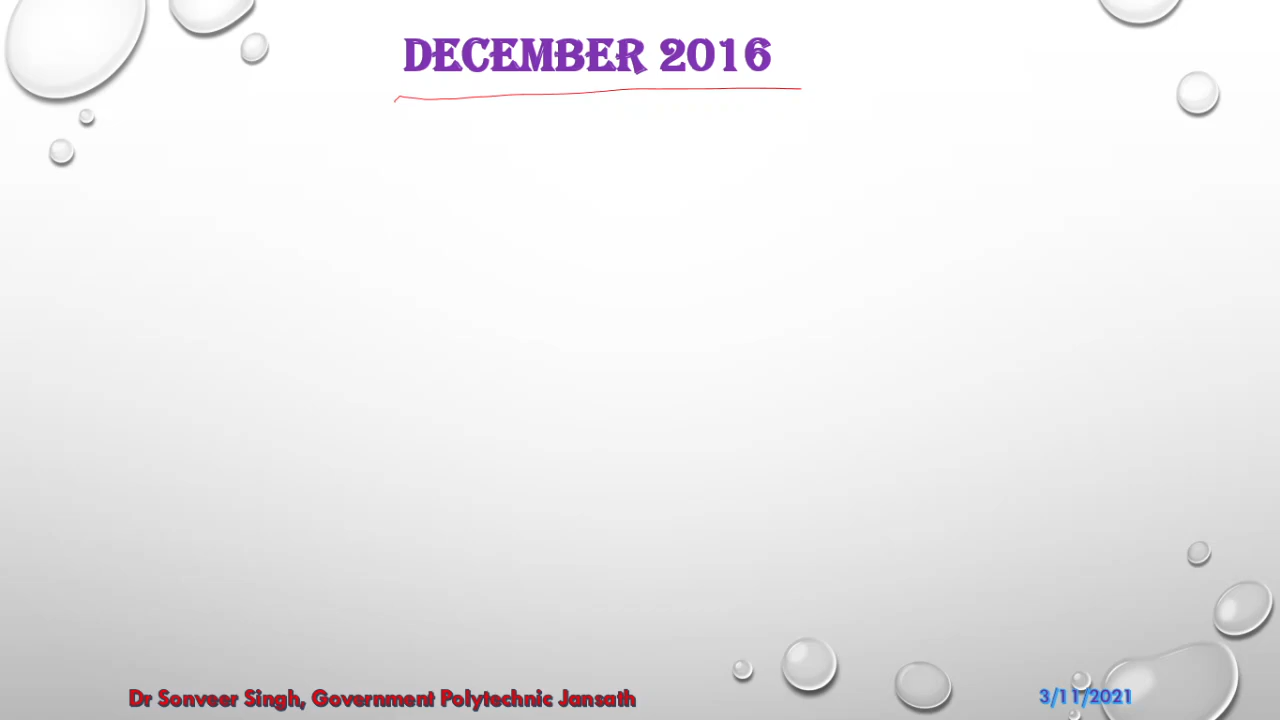 DECEMBER 2016
Dr Sonveer Singh, Government Polytechnic Jansath
3/11/2021